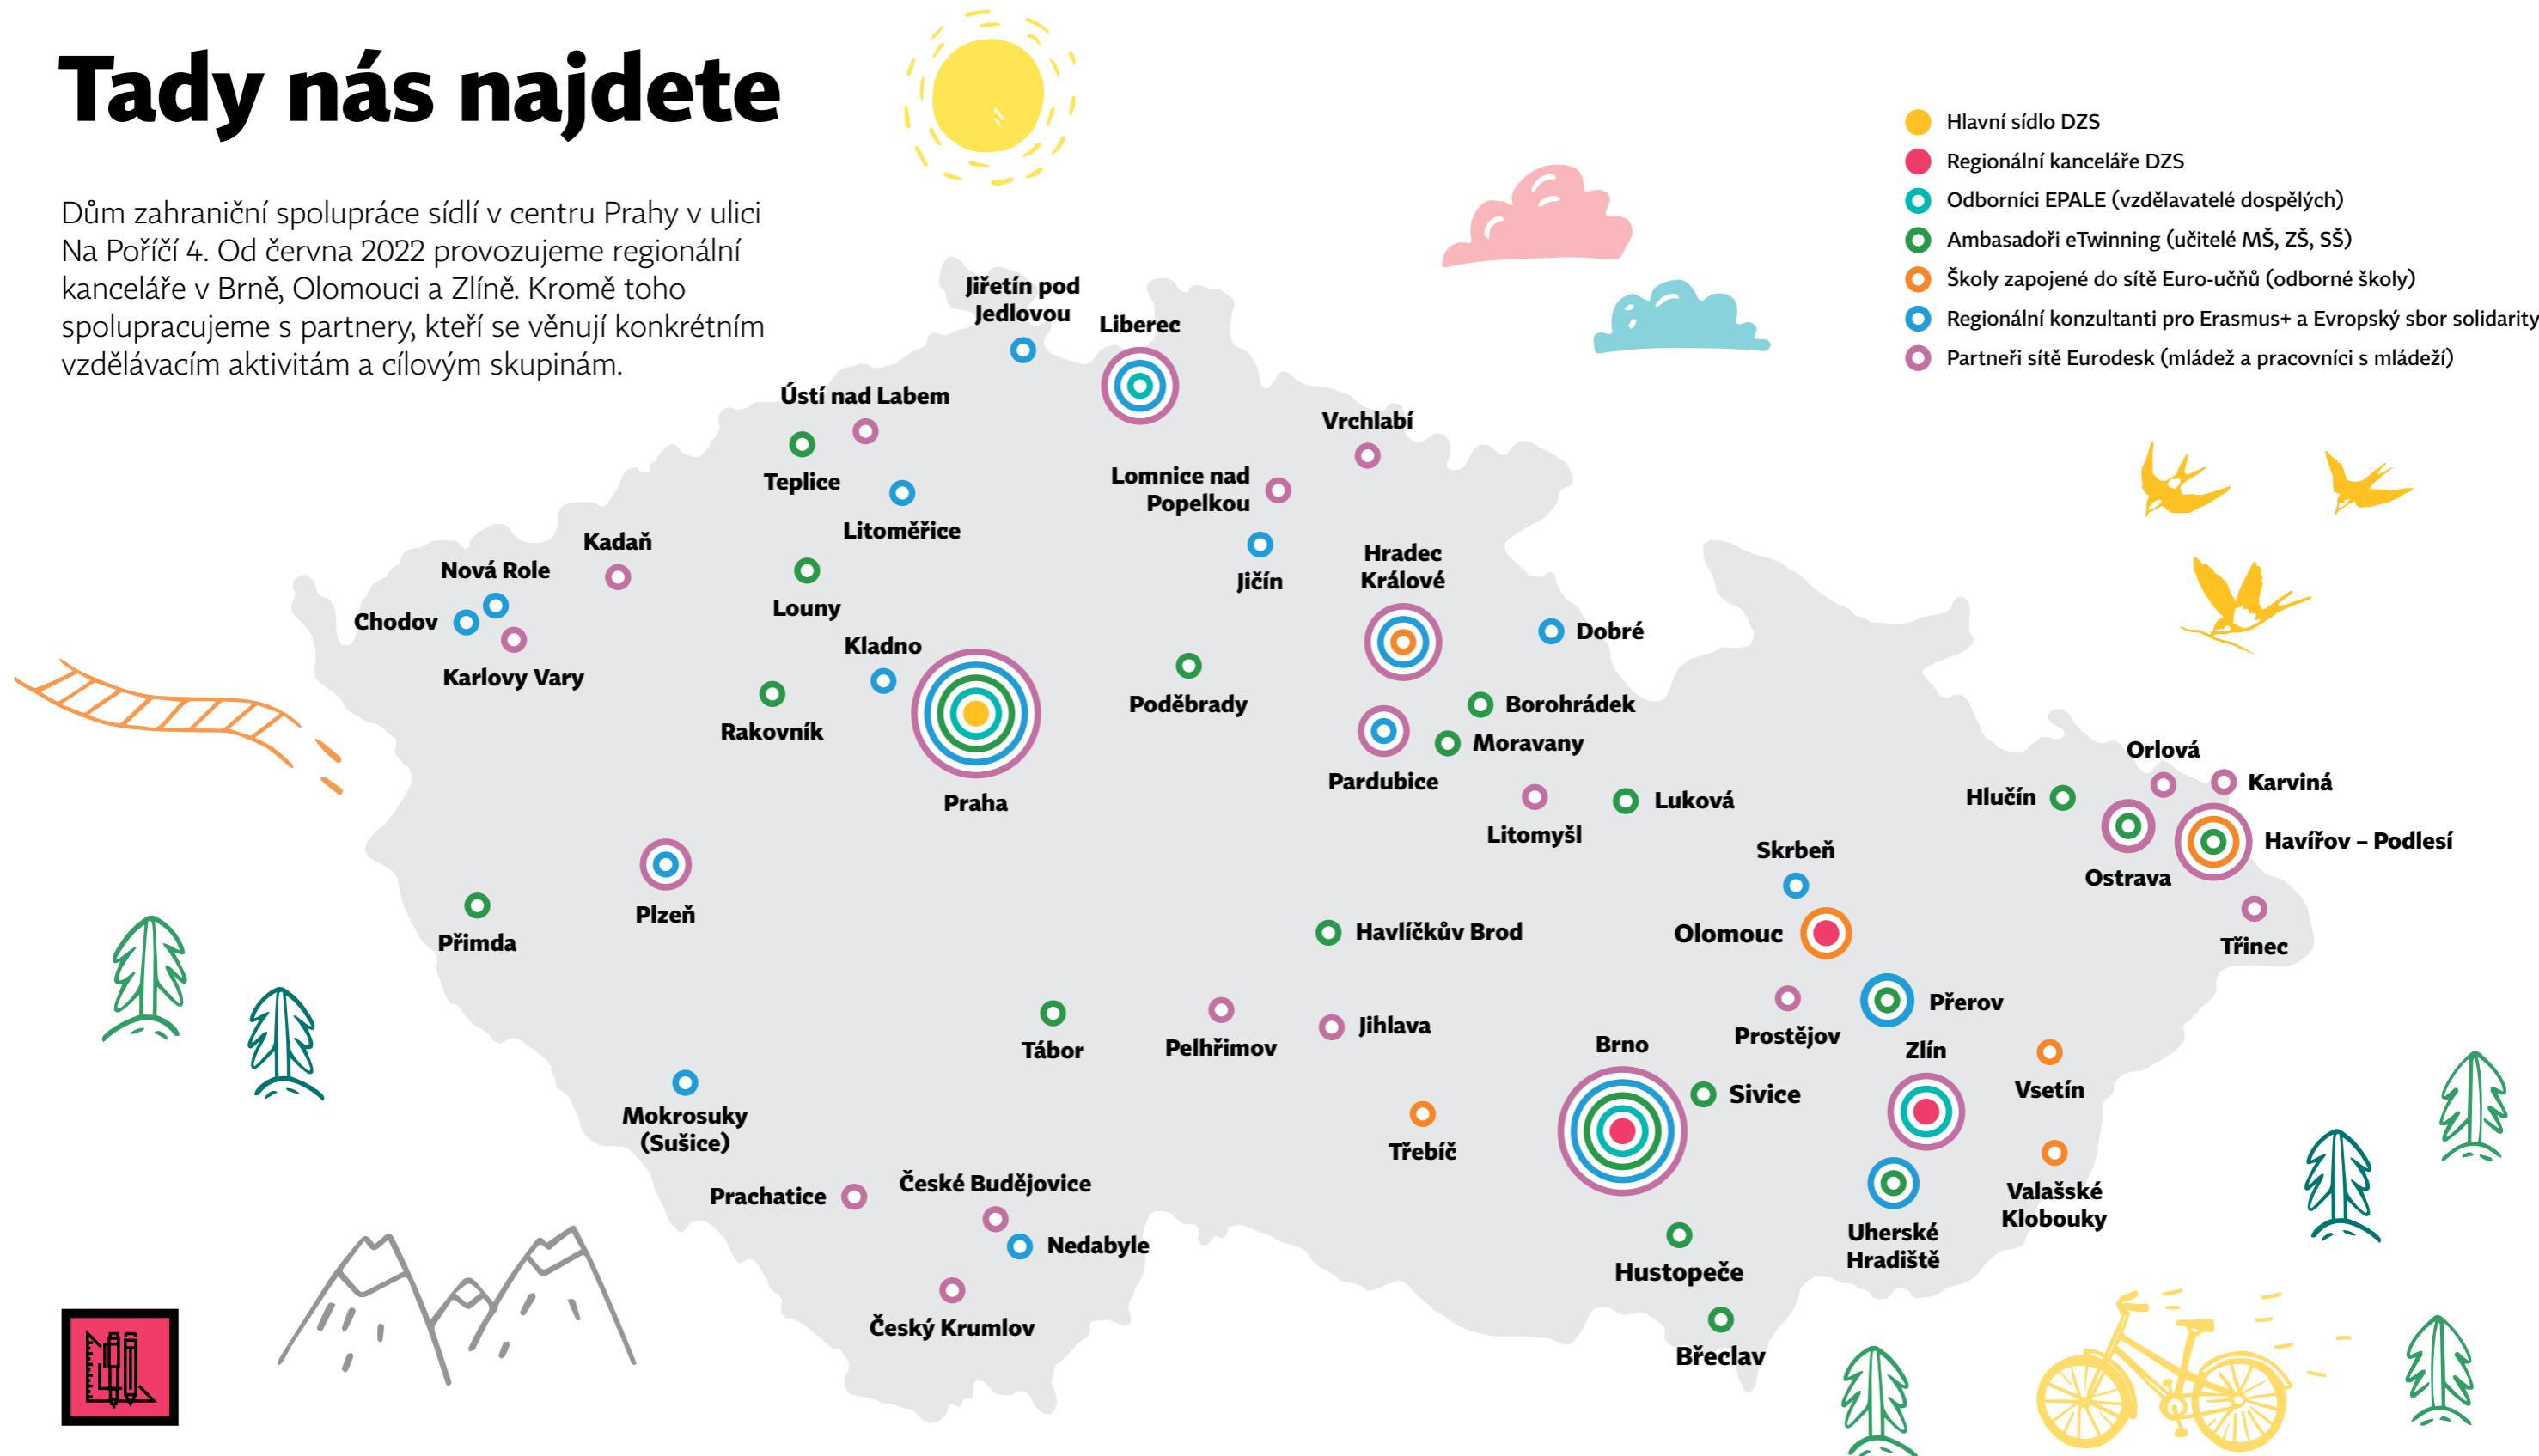 Tady nás najdete
Dům zahraniční spolupráce sídlí v centru Prahy v ulici
Na Poříčí 4. Od června 2022 provozujeme regionální
kanceláře v Brně, Olomouci a Zlíně. Kromě toho
spolupracujeme s partnery, kteří se věnují konkrétním
vzdělávacím aktivitám a cílovým skupinám.
Hlavní sídlo DZS
Regionální kanceláře DZS
Odborníci EPALE (vzdělavatelé dospělých)
Ambasadoři eTwinning (učitelé MŠ, ZŠ, SŠ)
Školy zapojené do sítě Euro-učňů (odborné školy)
Regionální konzultanti pro Erasmus+ a Evropský sbor solidarity
Partneři sítě Eurodesk (mládež a pracovníci s mládeží)
Jiřetín pod
Jedlovou
Liberec
Ústí nad Labem
Vrchlabí
Teplice
Lomnice nad
Popelkou
Litoměřice
Kadaň
Nová Role
Hradec
Králové
Jičín
Louny
Chodov
Dobré
Kladno
Karlovy Vary
Poděbrady
Borohrádek
Rakovník
Moravany
Orlová
Pardubice
Karviná
Hlučín
Praha
Luková
Litomyšl
Havířov – Podlesí
Skrbeň
Ostrava
Plzeň
Havlíčkův Brod
Olomouc
Přimda
Třinec
Přerov
Jihlava
Prostějov
Brno
Pelhřimov
Tábor
Zlín
Vsetín
Sivice
Mokrosuky
(Sušice)
Třebíč
České Budějovice
Valašské
Klobouky
Prachatice
Uherské
Hradiště
Nedabyle
Hustopeče
Český Krumlov
Břeclav